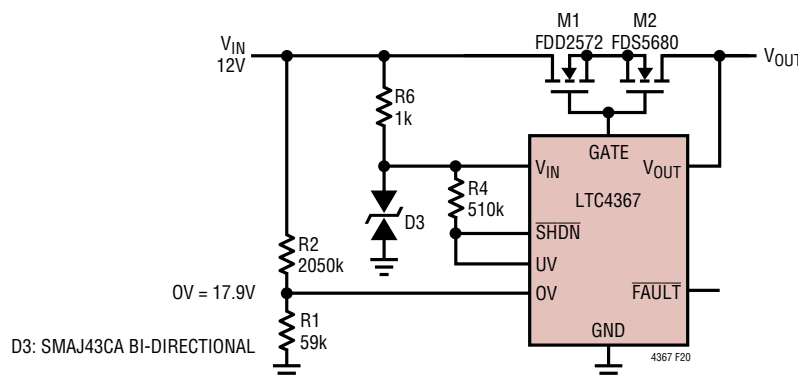 M1
FDD2572
M2
FDS5680
VIN
12V
VOUT
R6
1k
GATE
VIN
VOUT
LTC4367
R4
510k
D3
SHDN
UV
R2
2050k
OV = 17.9V
OV
FAULT
R1
59k
GND
D3: SMAJ43CA BI-DIRECTIONAL
4367 F20